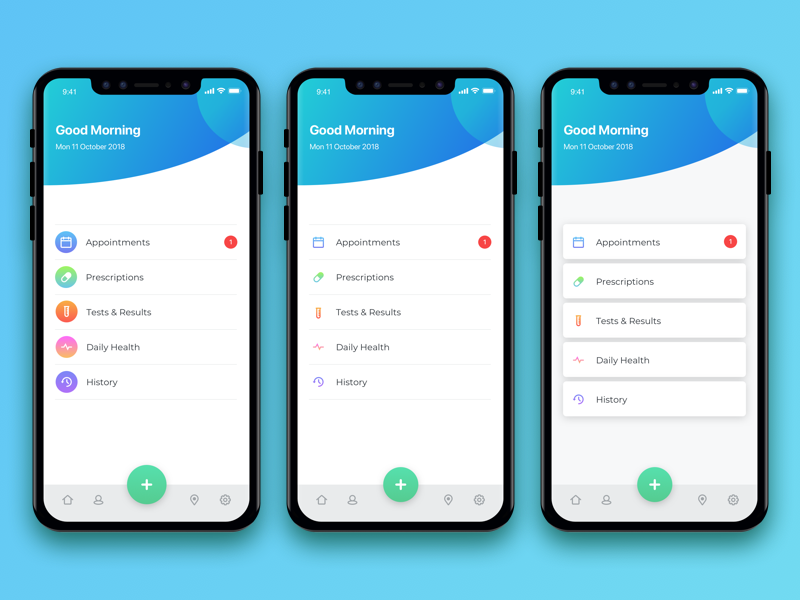 9:41
Good Morning
Mon 11 October 2018
Appointments 1
Prescriptions
Tests & Results
Daily Health
History
9:41
Good Morning
Mon 11 October 2018
Appointments 1
Prescriptions
Tests & Results
Daily Health
History
9:41
Good Morning
Mon 11 October 2018
Appointments 1
Prescriptions
Tests & Results
Daily Health
History